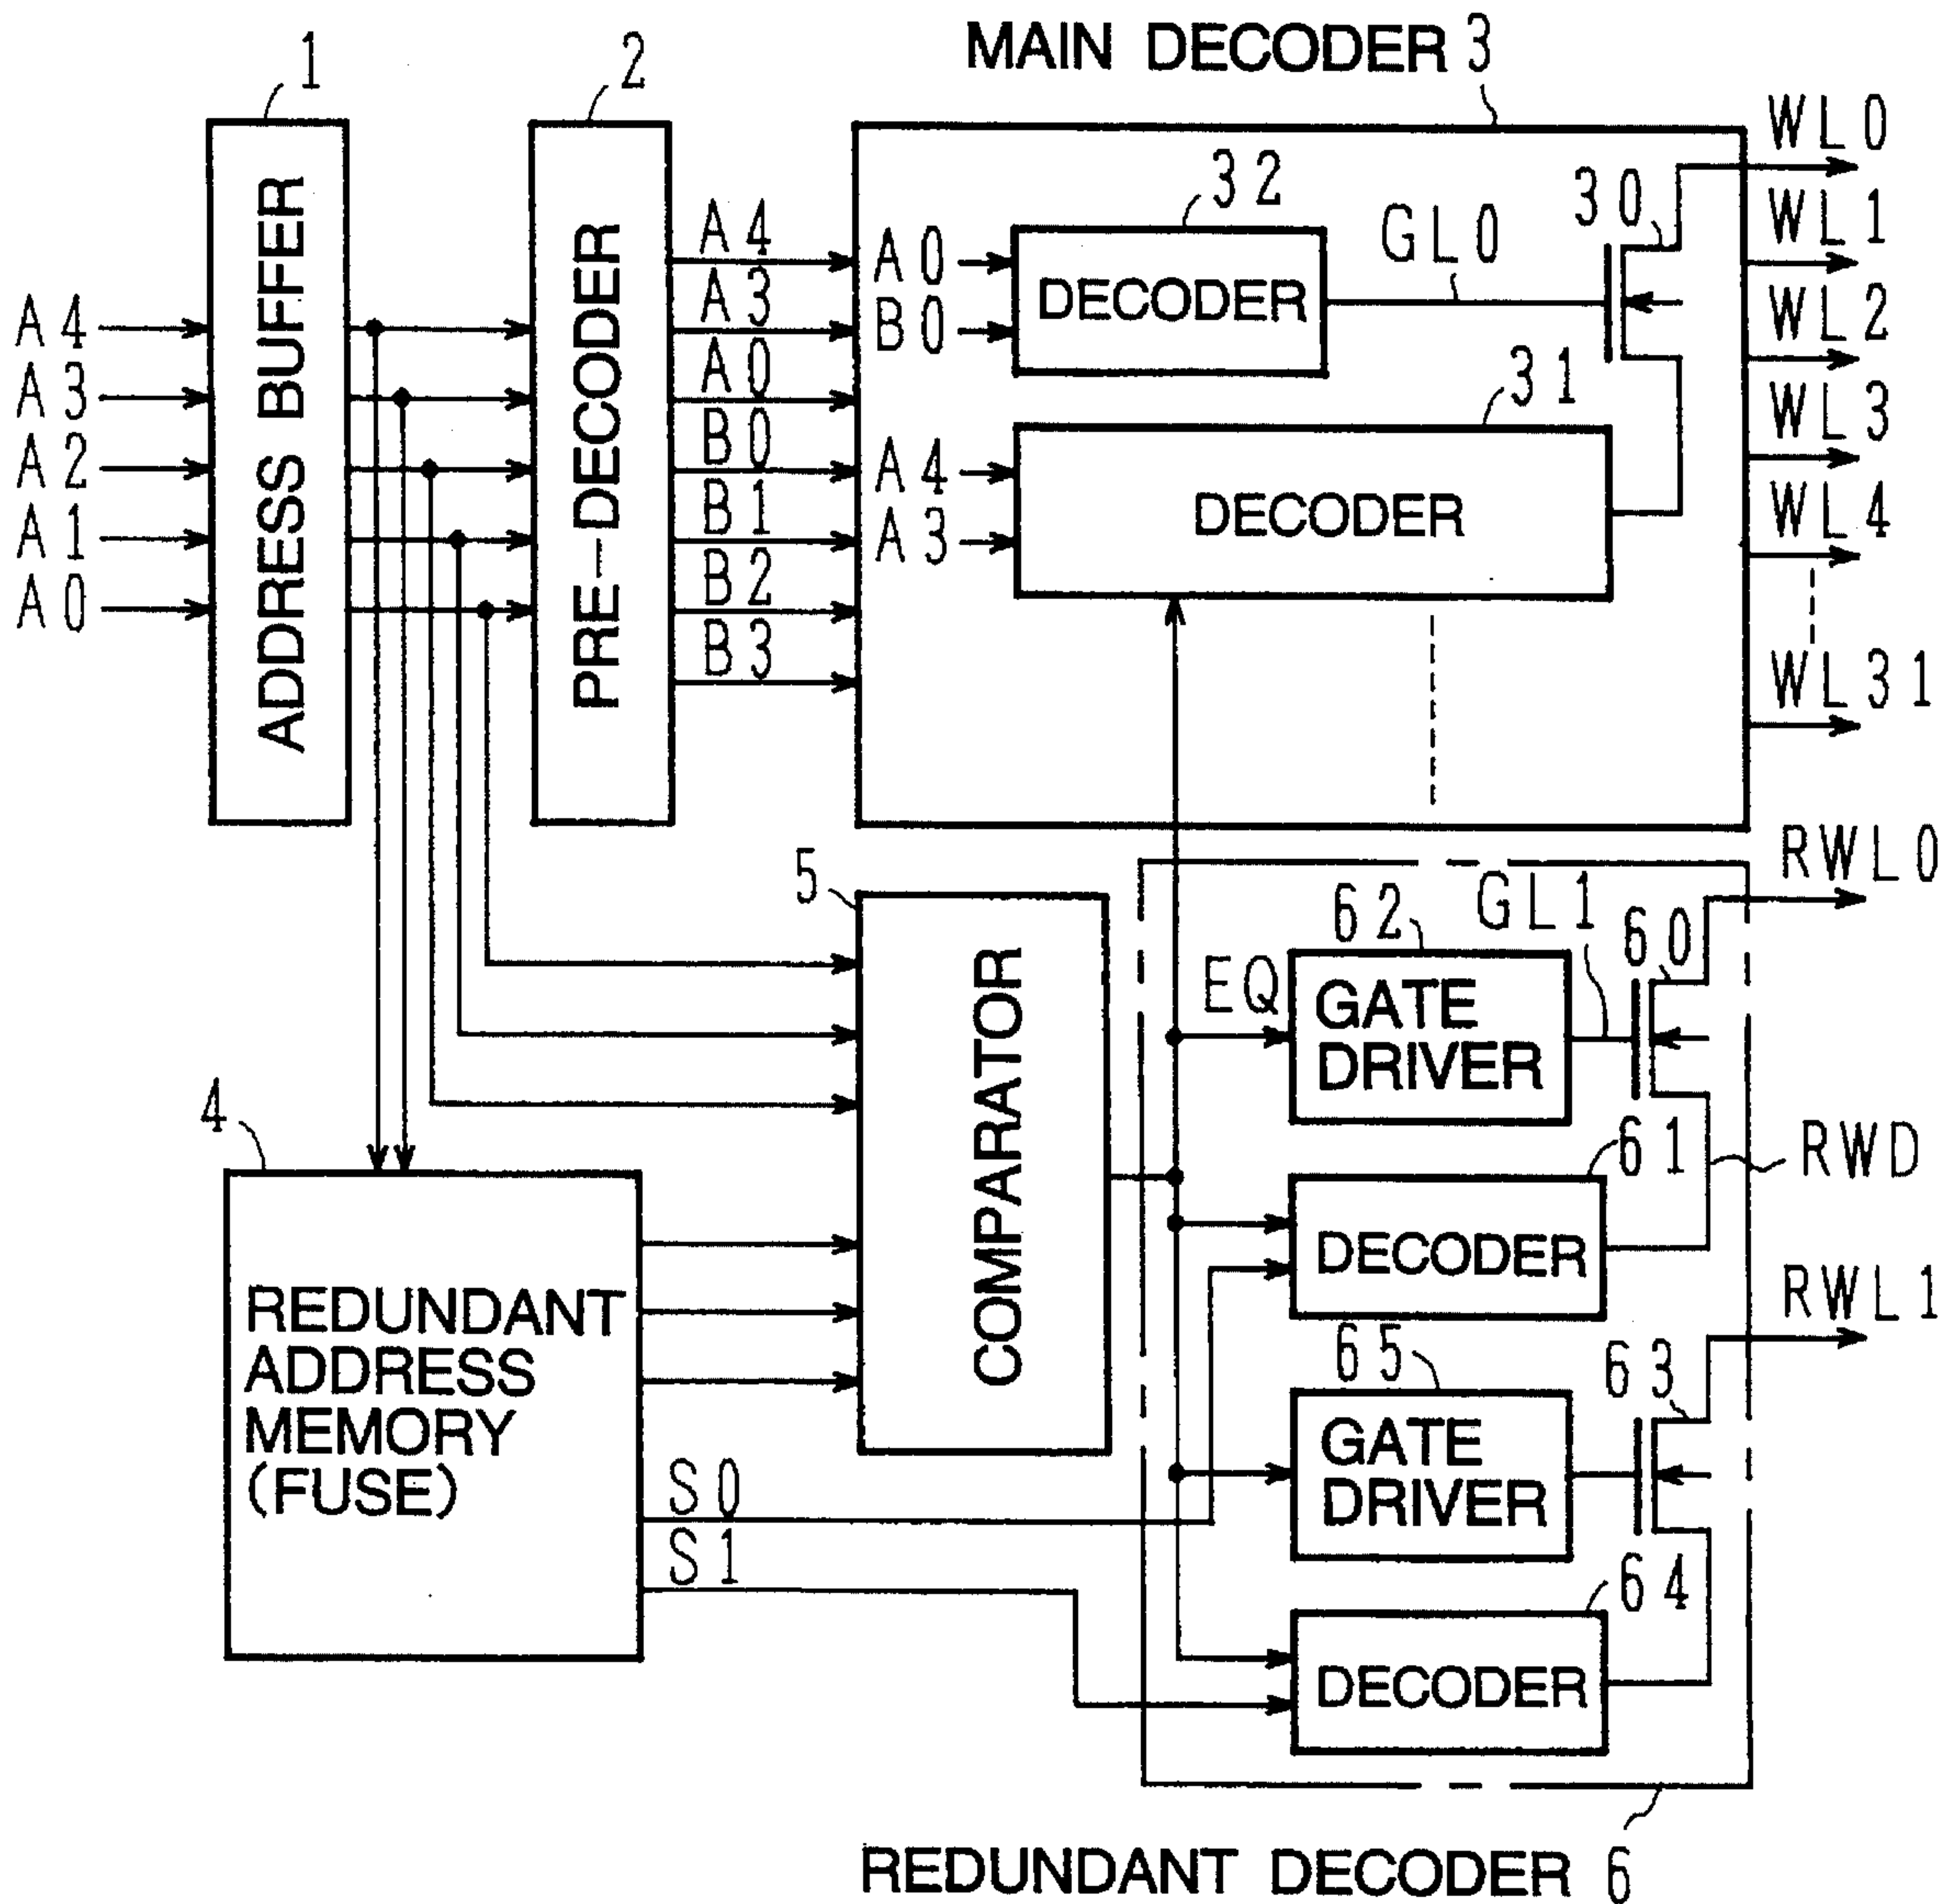 MAIN DECODER 3
1
2
WL0
WL1
WL2
WL3
WL4
WL31
ADDRESS BUFFER
PRE-DECODER
A4
A3
A2
A1
A0
A4
A3
A0
B0
B1
B2
B3
A0
B0
32
DECODER
GL0
30
31
A4
A3
DECODER
5
COMPARATOR
EQ
62
GATE
DRIVER
GL1
60
RWL0
61
DECODER
RWD
RWL1
65
GATE
DRIVER
63
64
DECODER
4
REDUNDANT
ADDRESS
MEMORY
(FUSE)
S0
S1
REDUNDANT DECODER 6